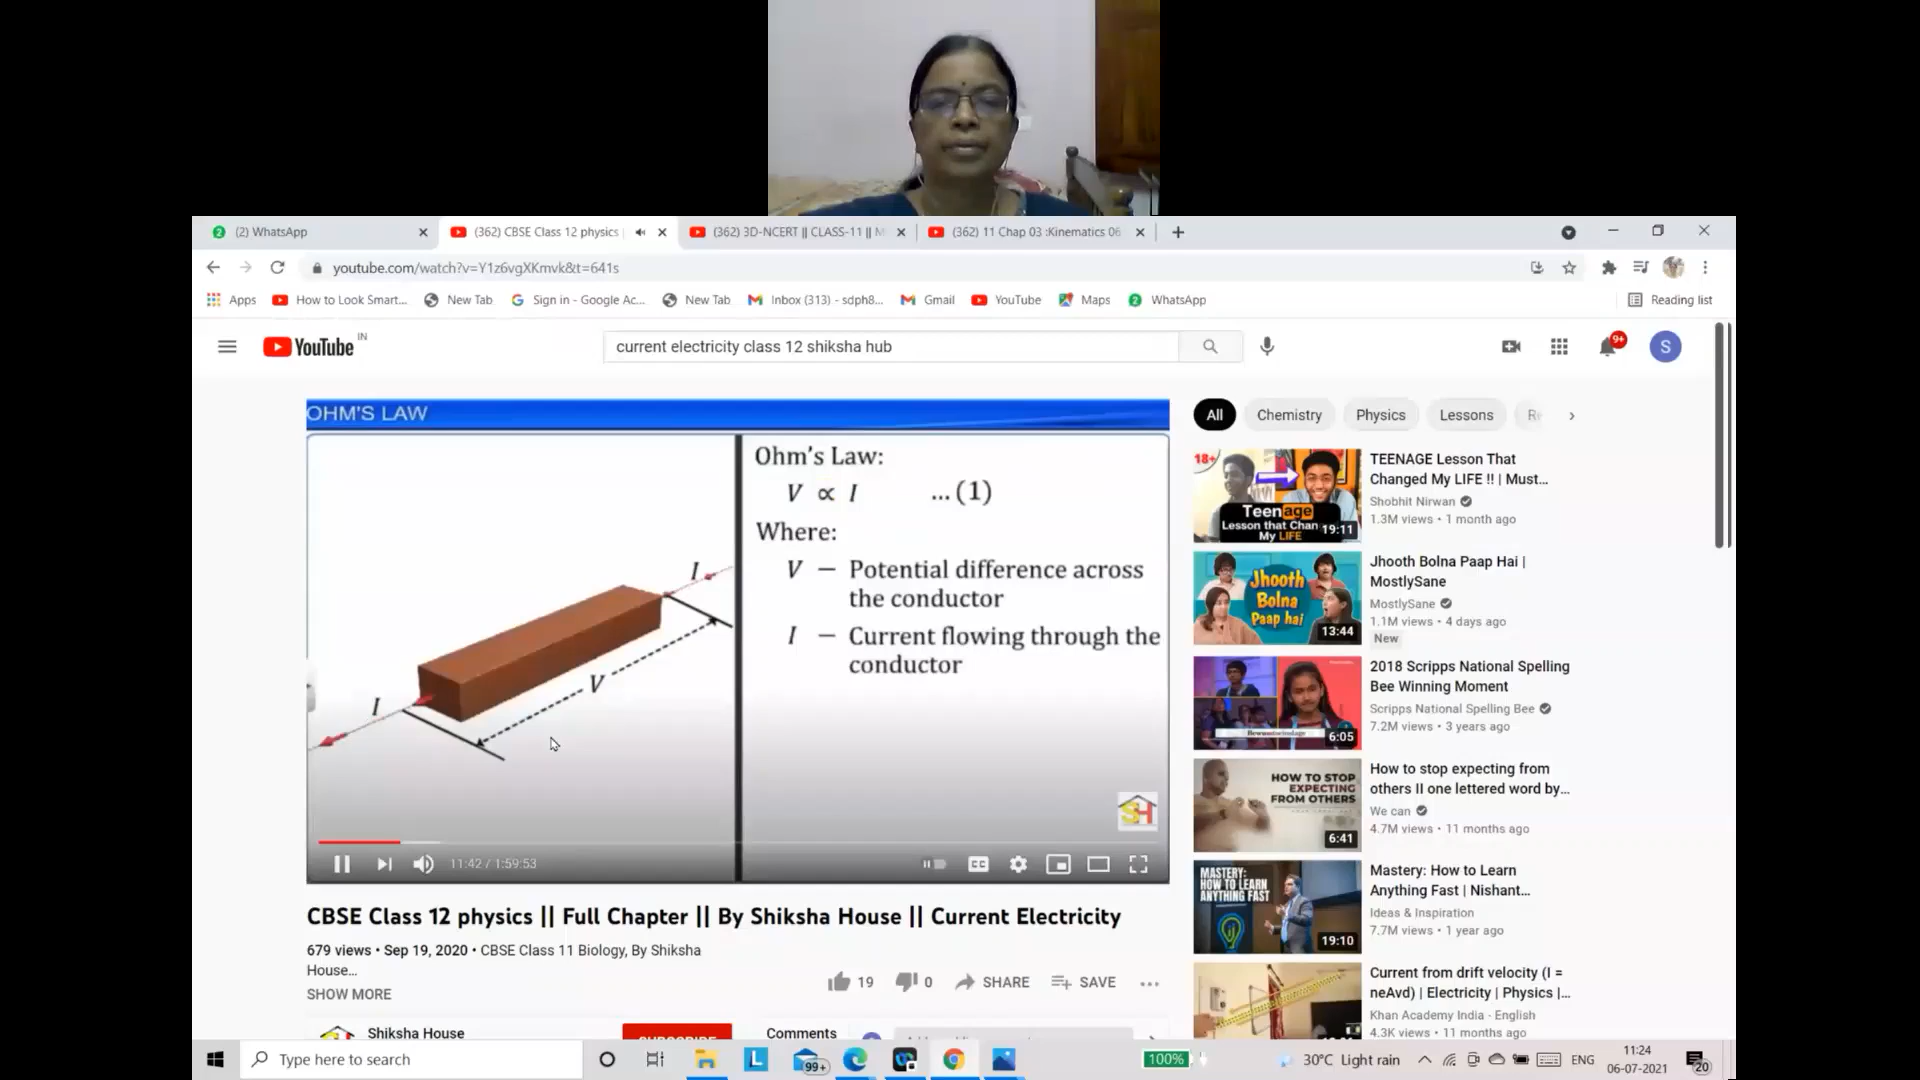 (2) WhatsApp
(362) CBSE Class 12 physics
(362) 3D-NCERT || CLASS-11 || M
(362) 11 Chap 03 :Kinematics 06
youtube.com/watch?v=Y1z6vgXKmvk&t=641s
Apps
How to Look Smart...
New Tab
Sign in - Google Ac...
New Tab
Inbox (313) - sdph8...
Gmail
YouTube
Maps
WhatsApp
Reading list
YouTube IN
current electricity class 12 shiksha hub
9+
S
OHM'S LAW
Ohm's Law:
V ∝ I ...(1)
Where:
V – Potential difference across
the conductor
I – Current flowing through the
conductor
I
V
I
SH
11:42 / 1:59:53
CC
CBSE Class 12 physics || Full Chapter || By Shiksha House || Current Electricity
679 views • Sep 19, 2020 • CBSE Class 11 Biology, By Shiksha
House...
SHOW MORE
19
0
SHARE
SAVE
Shiksha House
Comments
All
Chemistry
Physics
Lessons
18+
Teenage
Lesson that Chan
My LIFE
19:11
TEENAGE Lesson That
Changed My LIFE !! | Must...
Shobhit Nirwan
1.3M views • 1 month ago
Jhooth
Bolna
Paap hai
13:44
Jhooth Bolna Paap Hai |
MostlySane
MostlySane
1.1M views • 4 days ago
New
6:05
2018 Scripps National Spelling
Bee Winning Moment
Scripps National Spelling Bee
7.2M views • 3 years ago
HOW TO STOP
EXPECTING
FROM OTHERS
6:41
How to stop expecting from
others II one lettered word by...
We can
4.7M views • 11 months ago
MASTERY:
HOW TO LEARN
ANYTHING FAST
19:10
Mastery: How to Learn
Anything Fast | Nishant...
Ideas & Inspiration
7.7M views • 1 year ago
Current from drift velocity (I =
neAvd) | Electricity | Physics |...
Khan Academy India - English
4.3K views • 11 months ago
Type here to search
L
99+
100%
30°C Light rain
ENG
11:24
06-07-2021
20